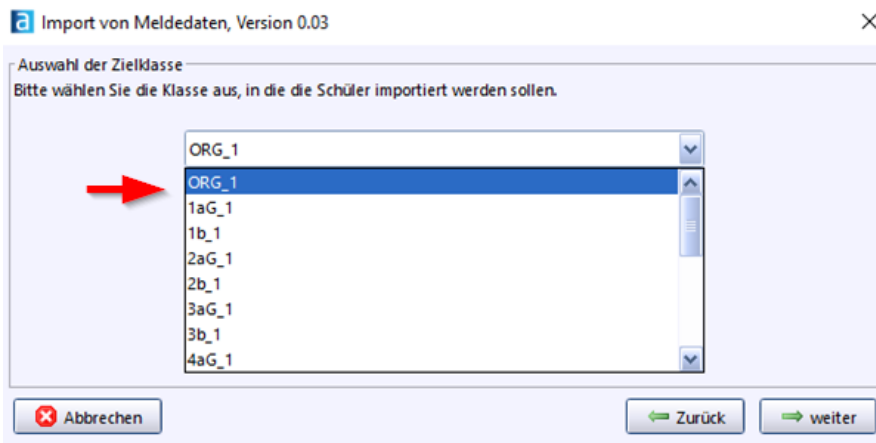 Import von Meldedaten, Version 0.03
Auswahl der Zielklasse
Bitte wählen Sie die Klasse aus, in die die Schüler importiert werden sollen.
ORG_1
ORG_1
1aG_1
1b_1
2aG_1
2b_1
3aG_1
3b_1
4aG_1
Abbrechen
Zurück
weiter